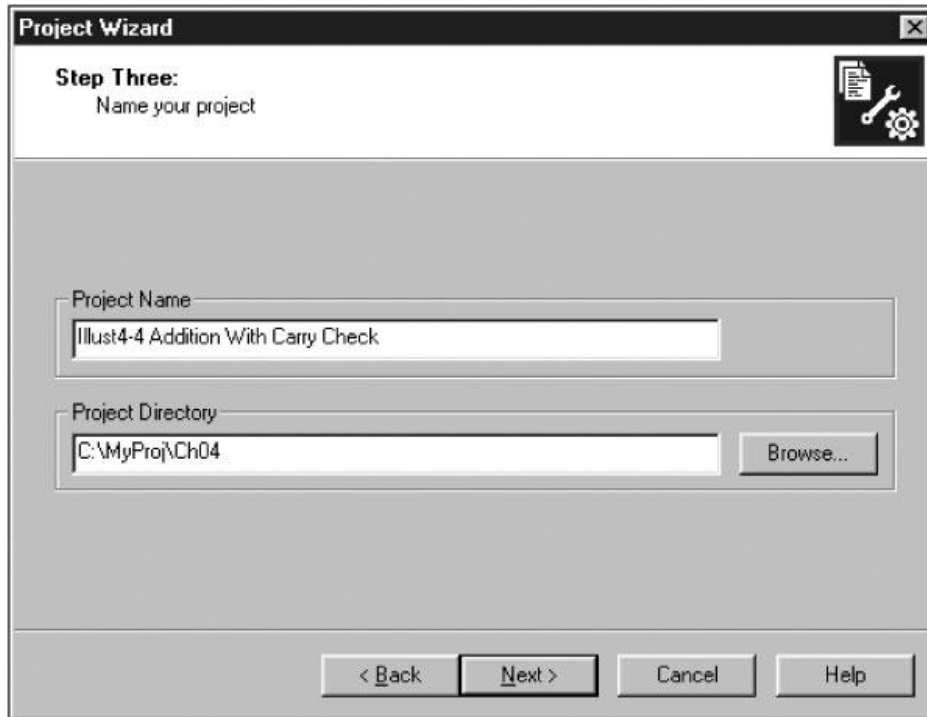 Project Wizard
Step Three:
Name your project
Project Name
Illust4-4 Addition With Carry Check
Project Directory
C:\MyProj\Ch04
Browse...
< Back Next > Cancel Help